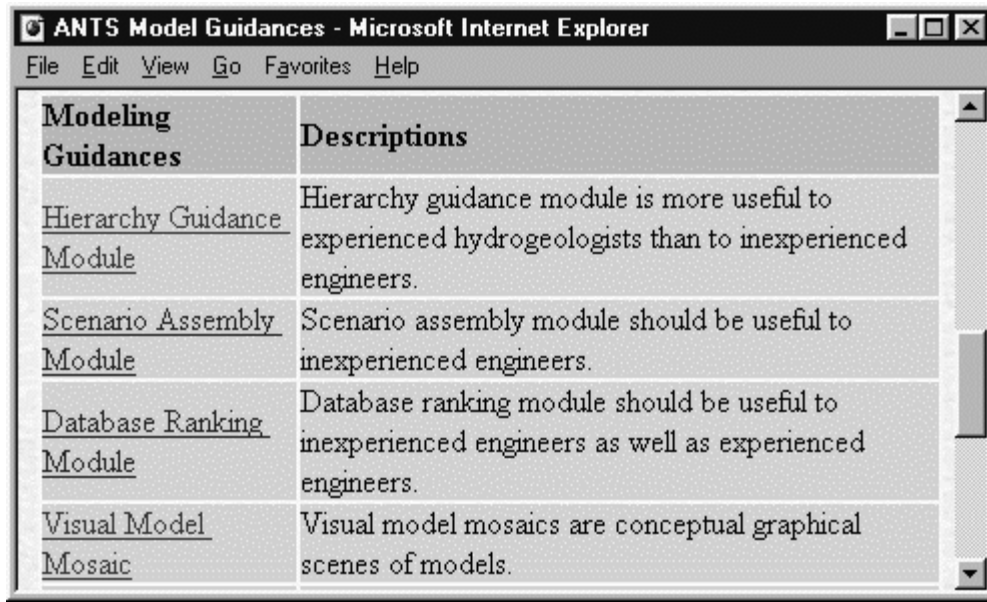 ANTS Model Guidances - Microsoft Internet Explorer
File Edit View Go Favorites Help
Modeling
Guidances
Descriptions
Hierarchy Guidance
Module
Hierarchy guidance module is more useful to
experienced hydrogeologists than to inexperienced
engineers.
Scenario Assembly
Module
Scenario assembly module should be useful to
inexperienced engineers.
Database Ranking
Module
Database ranking module should be useful to
inexperienced engineers as well as experienced
engineers.
Visual Model
Mosaic
Visual model mosaics are conceptual graphical
scenes of models.